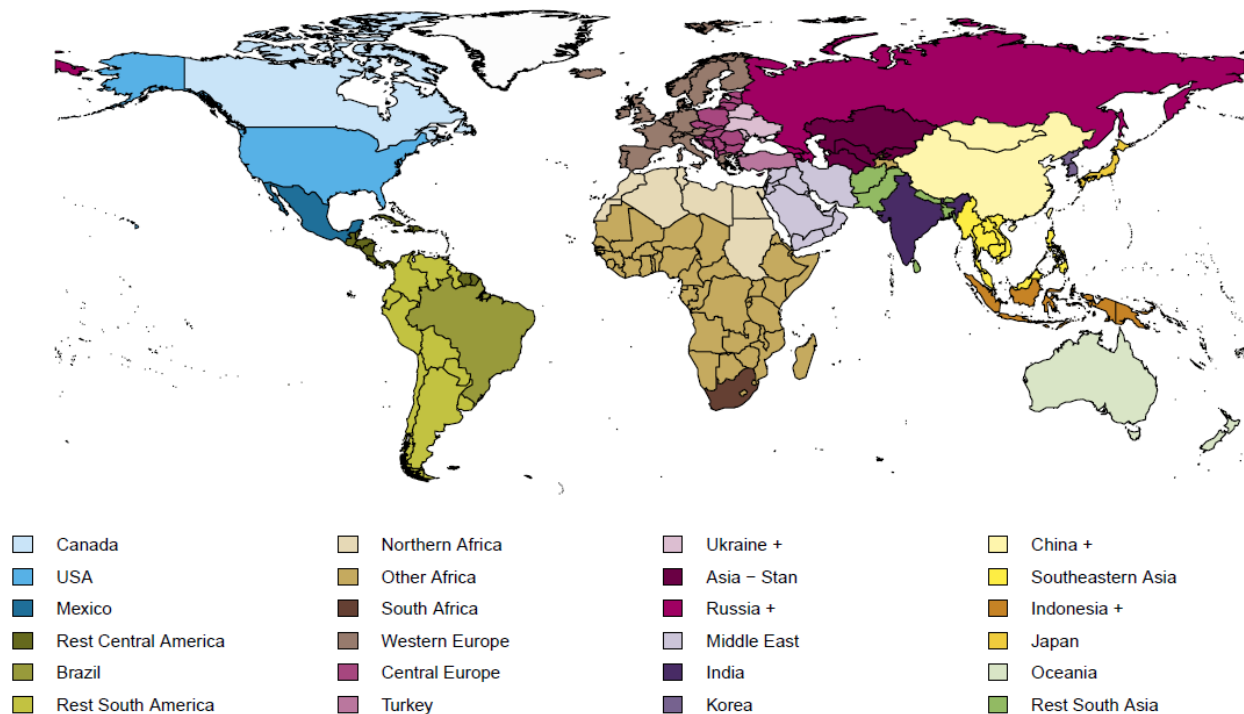 Canada
USA
Mexico
Rest Central America
Brazil
Rest South America
Northern Africa
Other Africa
South Africa
Western Europe
Central Europe
Turkey
Ukraine +
Asia − Stan
Russia +
Middle East
India
Korea
China +
Southeastern Asia
Indonesia +
Japan
Oceania
Rest South Asia